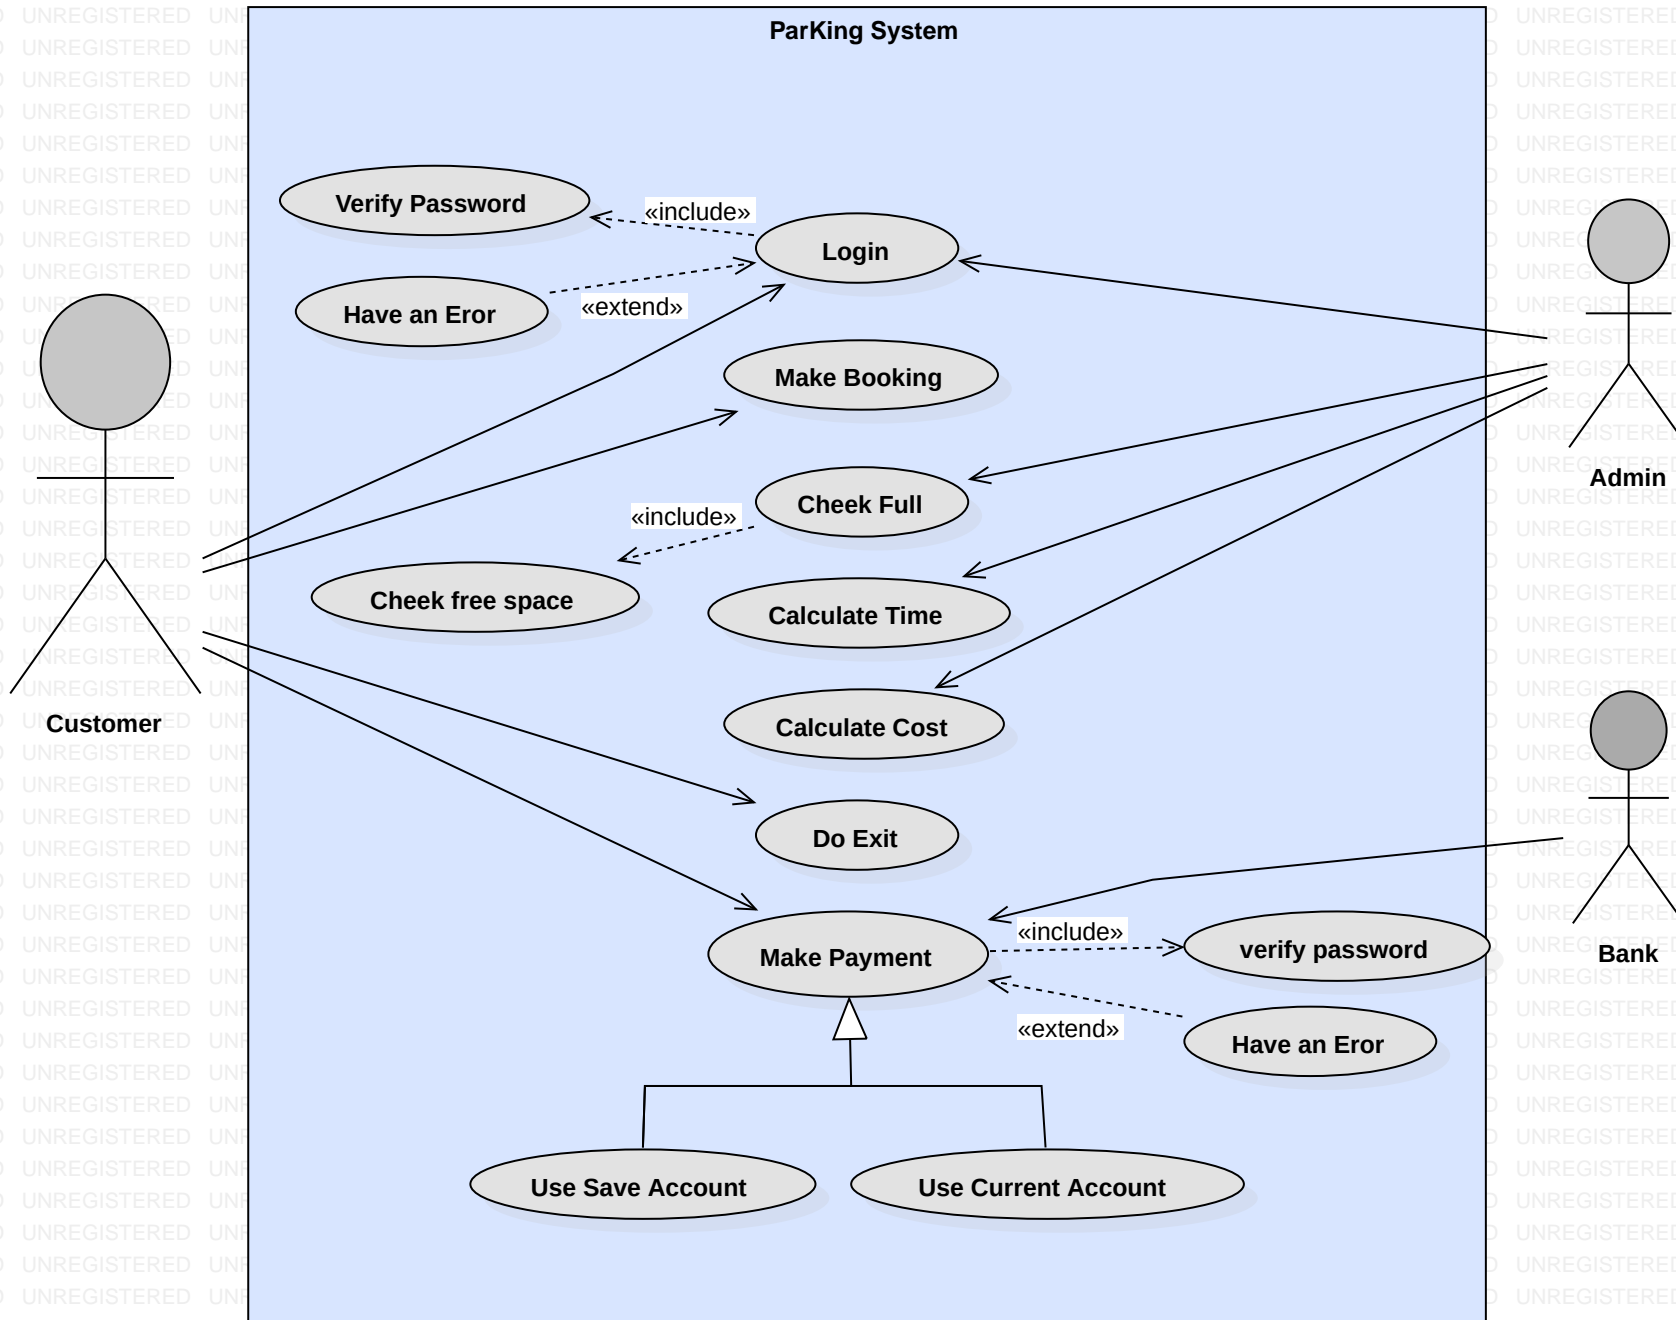 ParKing System
Verify Password
«include»
Login
Have an Eror
«extend»
Make Booking
Cheek Full
«include»
Cheek free space
Calculate Time
Calculate Cost
Do Exit
Make Payment
«include»
verify password
«extend»
Have an Eror
Use Save Account
Use Current Account
Customer
Admin
Bank
UNREGISTERED